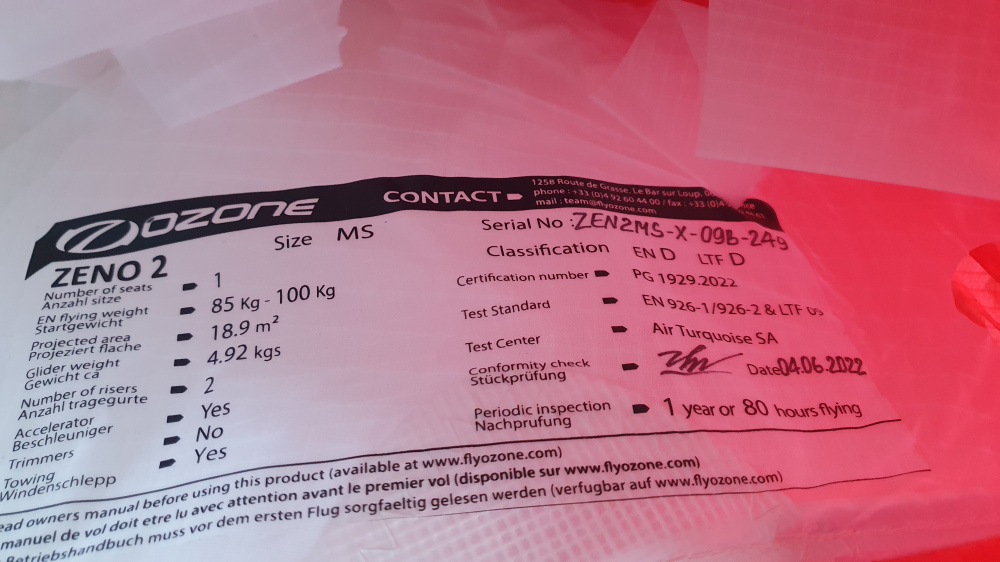 OZONE
CONTACT
1258 Route de Grasse, Le Bar sur Loup,
phone : +33 (0)4 92 60 44 00 / fax : +33 (0)4
mail : team@flyozone.com
ZENO 2
Size MS
Number of seats 1
Anzahl sitze
EN flying weight 85 Kg - 100 Kg
Startgewicht
Projected area 18.9 m²
Projeziert flache
Glider weight 4.92 kgs
Gewicht ca
Number of risers 2
Anzahl tragegurte
Accelerator Yes
Beschleuniger
Trimmers No
Towing Yes
Windenschlepp
Serial No : ZEN2MS-X-09B-249
Classification EN D LTF D
Certification number PG 1929.2022
Test Standard EN 926-1/926-2 & LTF
Test Center Air Turquoise SA
Conformity check Date 04.06.2022
Stückprüfung
Periodic inspection 1 year or 80 hours flying
Nachprufung
owners manual before using this product (available at www.flyozone.com)
manuel de vol doit etre lu avec attention avant le premier vol (disponible sur www.flyozone.com)
Betriebshandbuch muss vor dem ersten Flug sorgfaeltig gelesen werden (verfugbar auf www.flyozone.com)